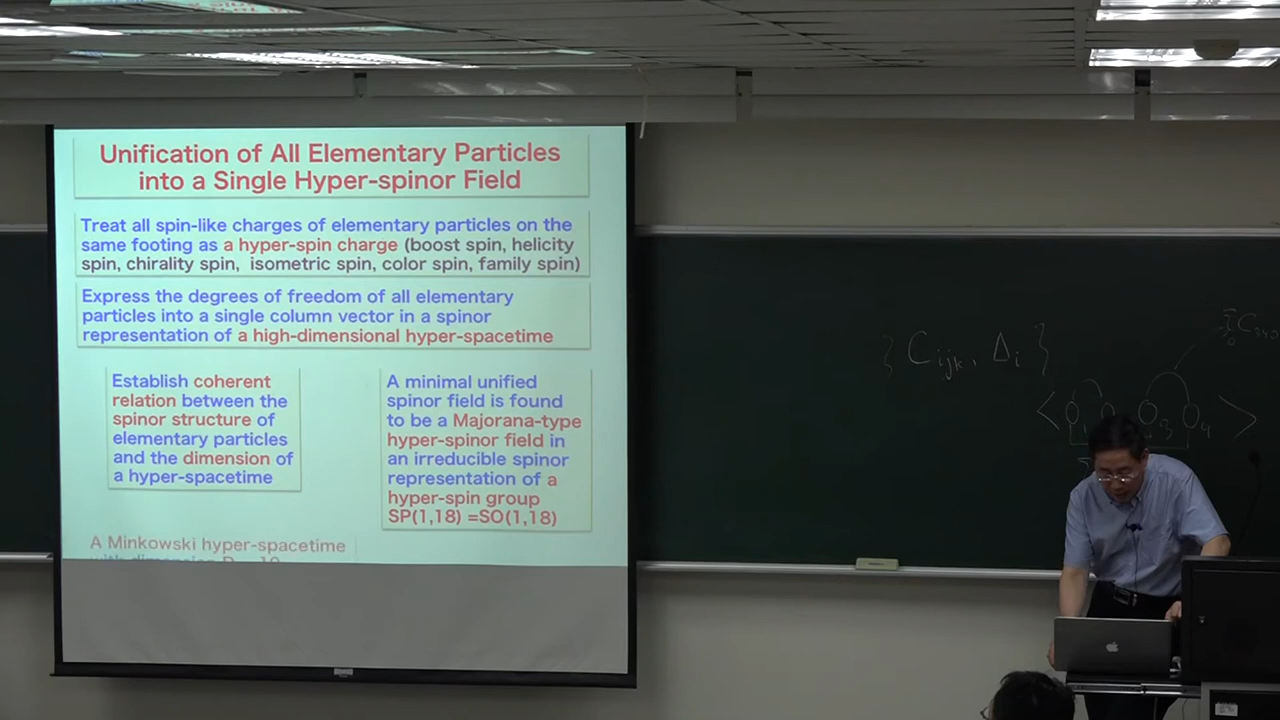 Unification of All Elementary Particles
into a Single Hyper-spinor Field
Treat all spin-like charges of elementary particles on the
same footing as a hyper-spin charge (boost spin, helicity
spin, chirality spin, isometric spin, color spin, family spin)
Express the degrees of freedom of all elementary
particles into a single column vector in a spinor
representation of a high-dimensional hyper-spacetime
Establish coherent
relation between the
spinor structure of
elementary particles
and the dimension of
a hyper-spacetime
A minimal unified
spinor field is found
to be a Majorana-type
hyper-spinor field in
an irreducible spinor
representation of a
hyper-spin group
SP(1,18) =SO(1,18)
A Minkowski hyper-spacetime
with dimension
{ C_ijk, Δ_i }